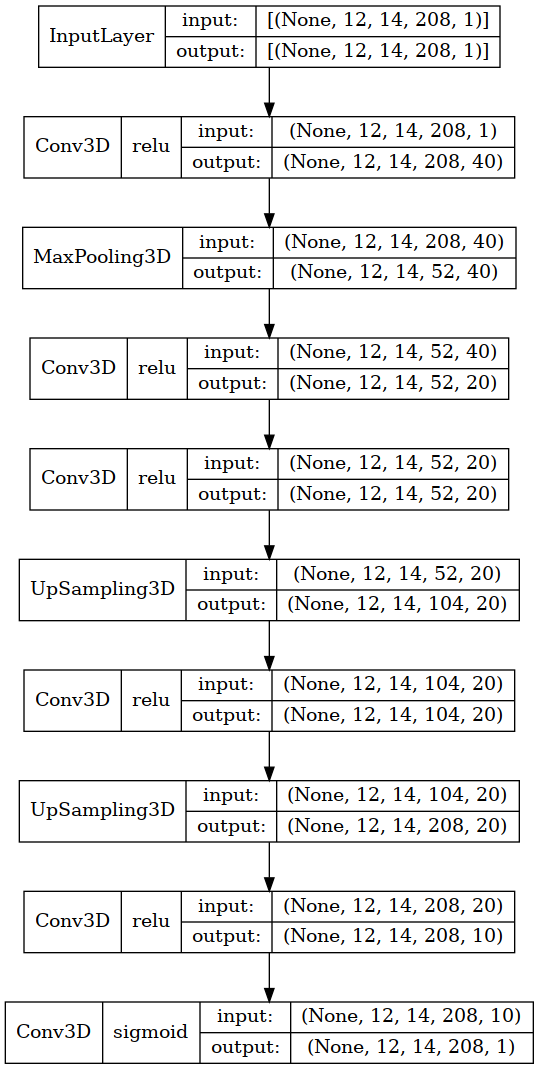 InputLayer input: [(None, 12, 14, 208, 1)]
output: [(None, 12, 14, 208, 1)]
Conv3D relu input: (None, 12, 14, 208, 1)
output: (None, 12, 14, 208, 40)
MaxPooling3D input: (None, 12, 14, 208, 40)
output: (None, 12, 14, 52, 40)
Conv3D relu input: (None, 12, 14, 52, 40)
output: (None, 12, 14, 52, 20)
Conv3D relu input: (None, 12, 14, 52, 20)
output: (None, 12, 14, 52, 20)
UpSampling3D input: (None, 12, 14, 52, 20)
output: (None, 12, 14, 104, 20)
Conv3D relu input: (None, 12, 14, 104, 20)
output: (None, 12, 14, 104, 20)
UpSampling3D input: (None, 12, 14, 104, 20)
output: (None, 12, 14, 208, 20)
Conv3D relu input: (None, 12, 14, 208, 20)
output: (None, 12, 14, 208, 10)
Conv3D sigmoid input: (None, 12, 14, 208, 10)
output: (None, 12, 14, 208, 1)